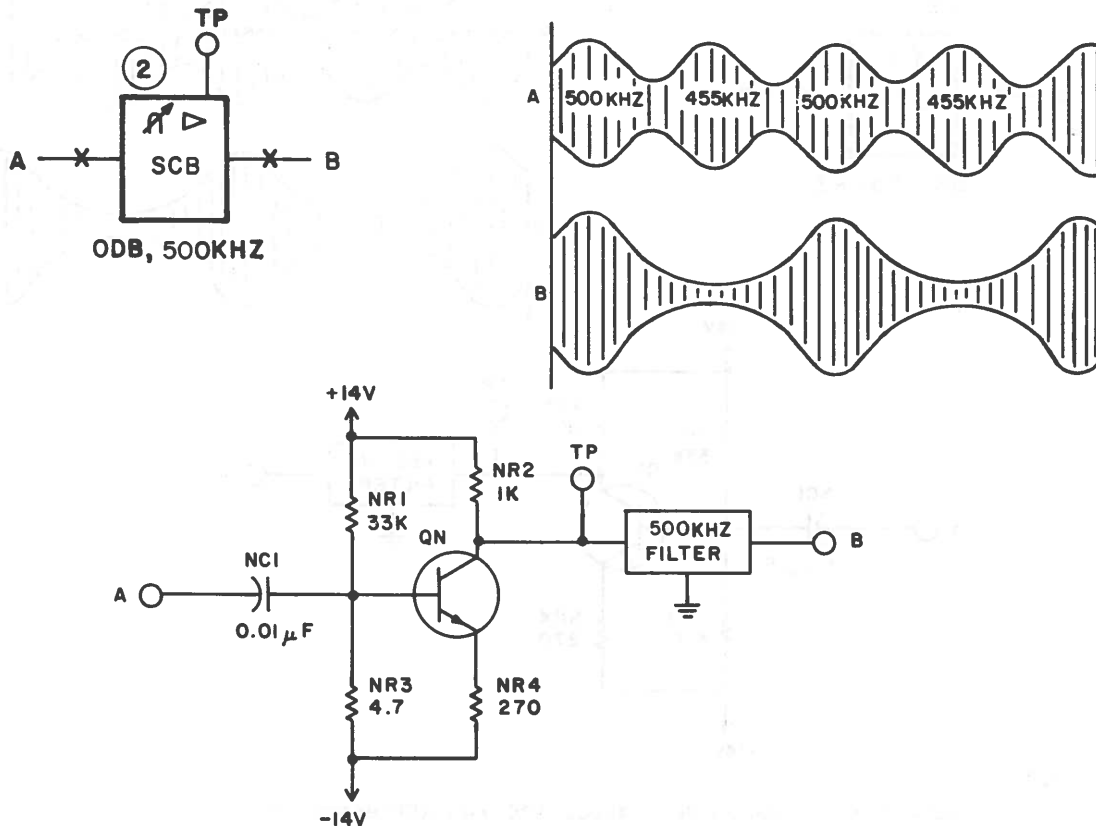 TP
2
A
SCB
B
ODB, 500KHZ
A
500KHZ
455KHZ
500KHZ
455KHZ
B
+14V
NR1
33K
NR2
1K
TP
QN
500KHZ
FILTER
B
NC1
A
0.01µF
NR3
4.7
NR4
270
-14V